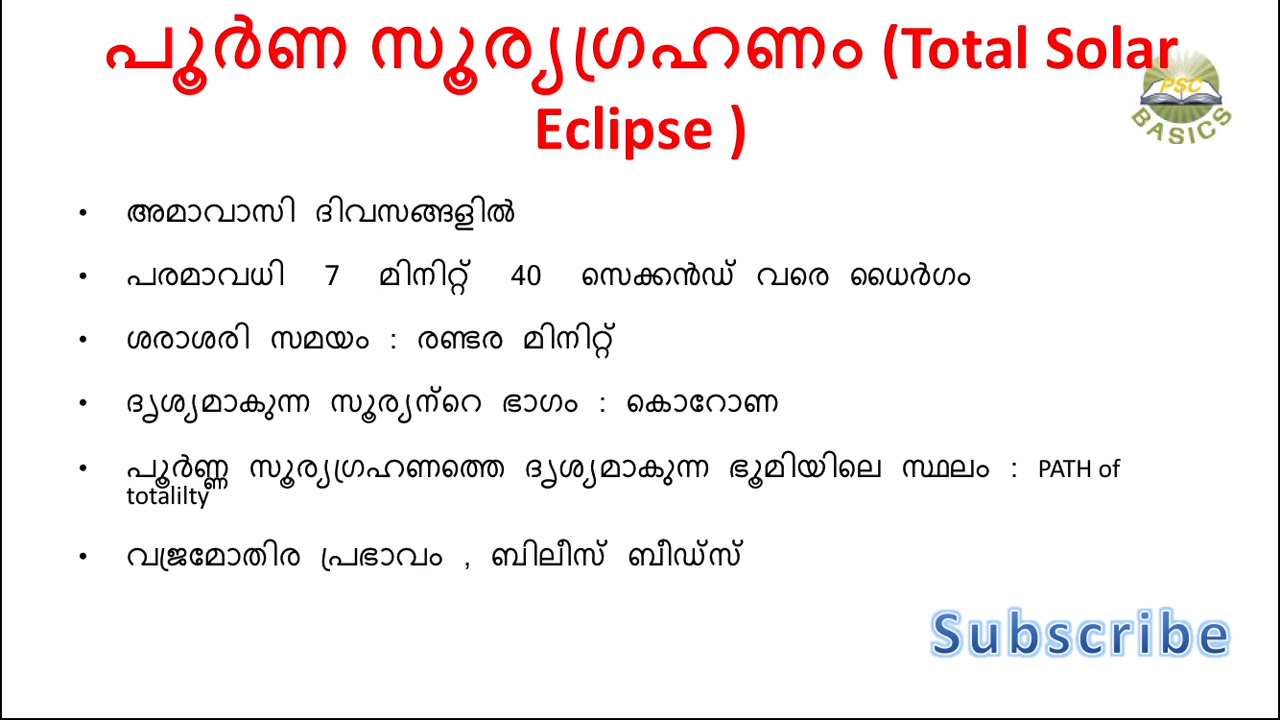 പൂർണ സൂര്യഗ്രഹണം (Total Solar
Eclipse )
PSC
BASICS
• അമാവാസി ദിവസങ്ങളിൽ
• പരമാവധി 7 മിനിറ്റ് 40 സെക്കൻഡ് വരെ ധൈർഗം
• ശരാശരി സമയം : രണ്ടര മിനിറ്റ്
• ദൃശ്യമാകുന്ന സൂര്യന്റെ ഭാഗം : കൊറോണ
• പൂർണ്ണ സൂര്യഗ്രഹണത്തെ ദൃശ്യമാകുന്ന ഭൂമിയിലെ സ്ഥലം : PATH of
totalilty
• വജ്രമോതിര പ്രഭാവം , ബിലീസ് ബീഡ്സ്
Subscribe